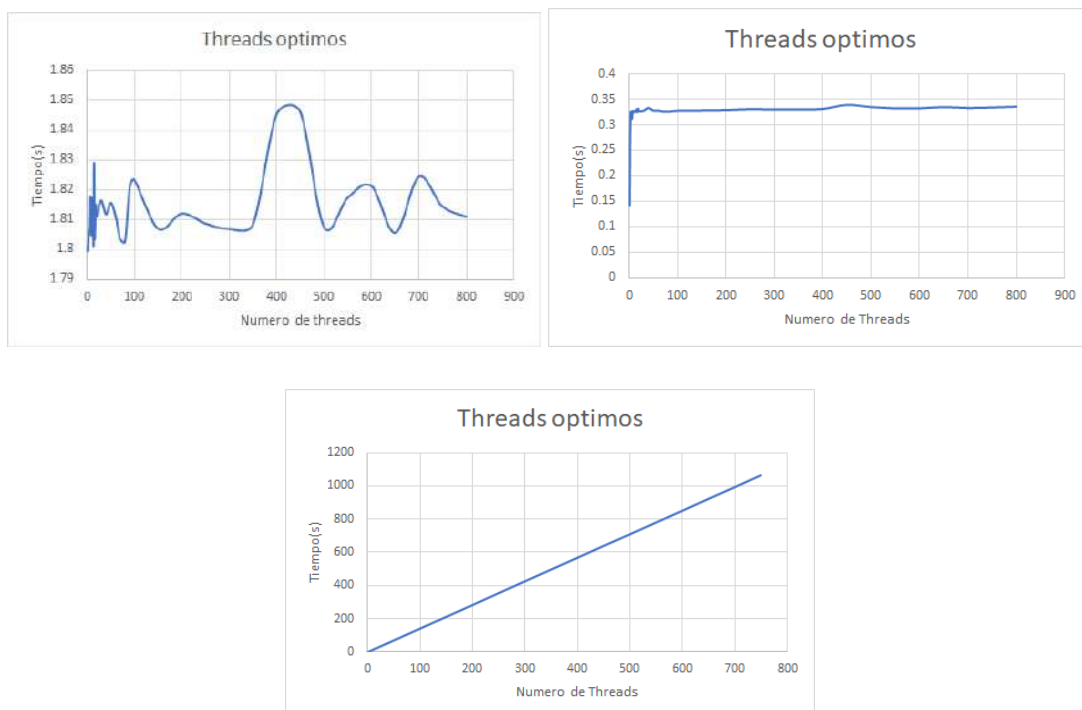 Threads optimos
1.86
1.85
1.84
1.83
1.82
1.81
1.8
1.79
Tiempo(s)
0 100 200 300 400 500 600 700 800 900
Numero de threads
Threads optimos
0.4
0.35
0.3
0.25
0.2
0.15
0.1
0.05
0
Tiempo(s)
0 100 200 300 400 500 600 700 800 900
Numero de Threads
Threads optimos
1200
1000
800
600
400
200
0
Tiempo(s)
0 100 200 300 400 500 600 700 800
Numero de Threads